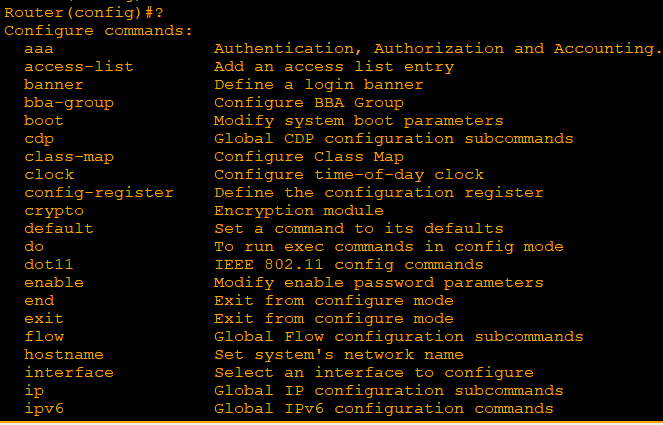 Router(config)#?
Configure commands:
aaa Authentication, Authorization and Accounting.
access-list Add an access list entry
banner Define a login banner
bba-group Configure BBA Group
boot Modify system boot parameters
cdp Global CDP configuration subcommands
class-map Configure Class Map
clock Configure time-of-day clock
config-register Define the configuration register
crypto Encryption module
default Set a command to its defaults
do To run exec commands in config mode
dot11 IEEE 802.11 config commands
enable Modify enable password parameters
end Exit from configure mode
exit Exit from configure mode
flow Global Flow configuration subcommands
hostname Set system's network name
interface Select an interface to configure
ip Global IP configuration subcommands
ipv6 Global IPv6 configuration commands